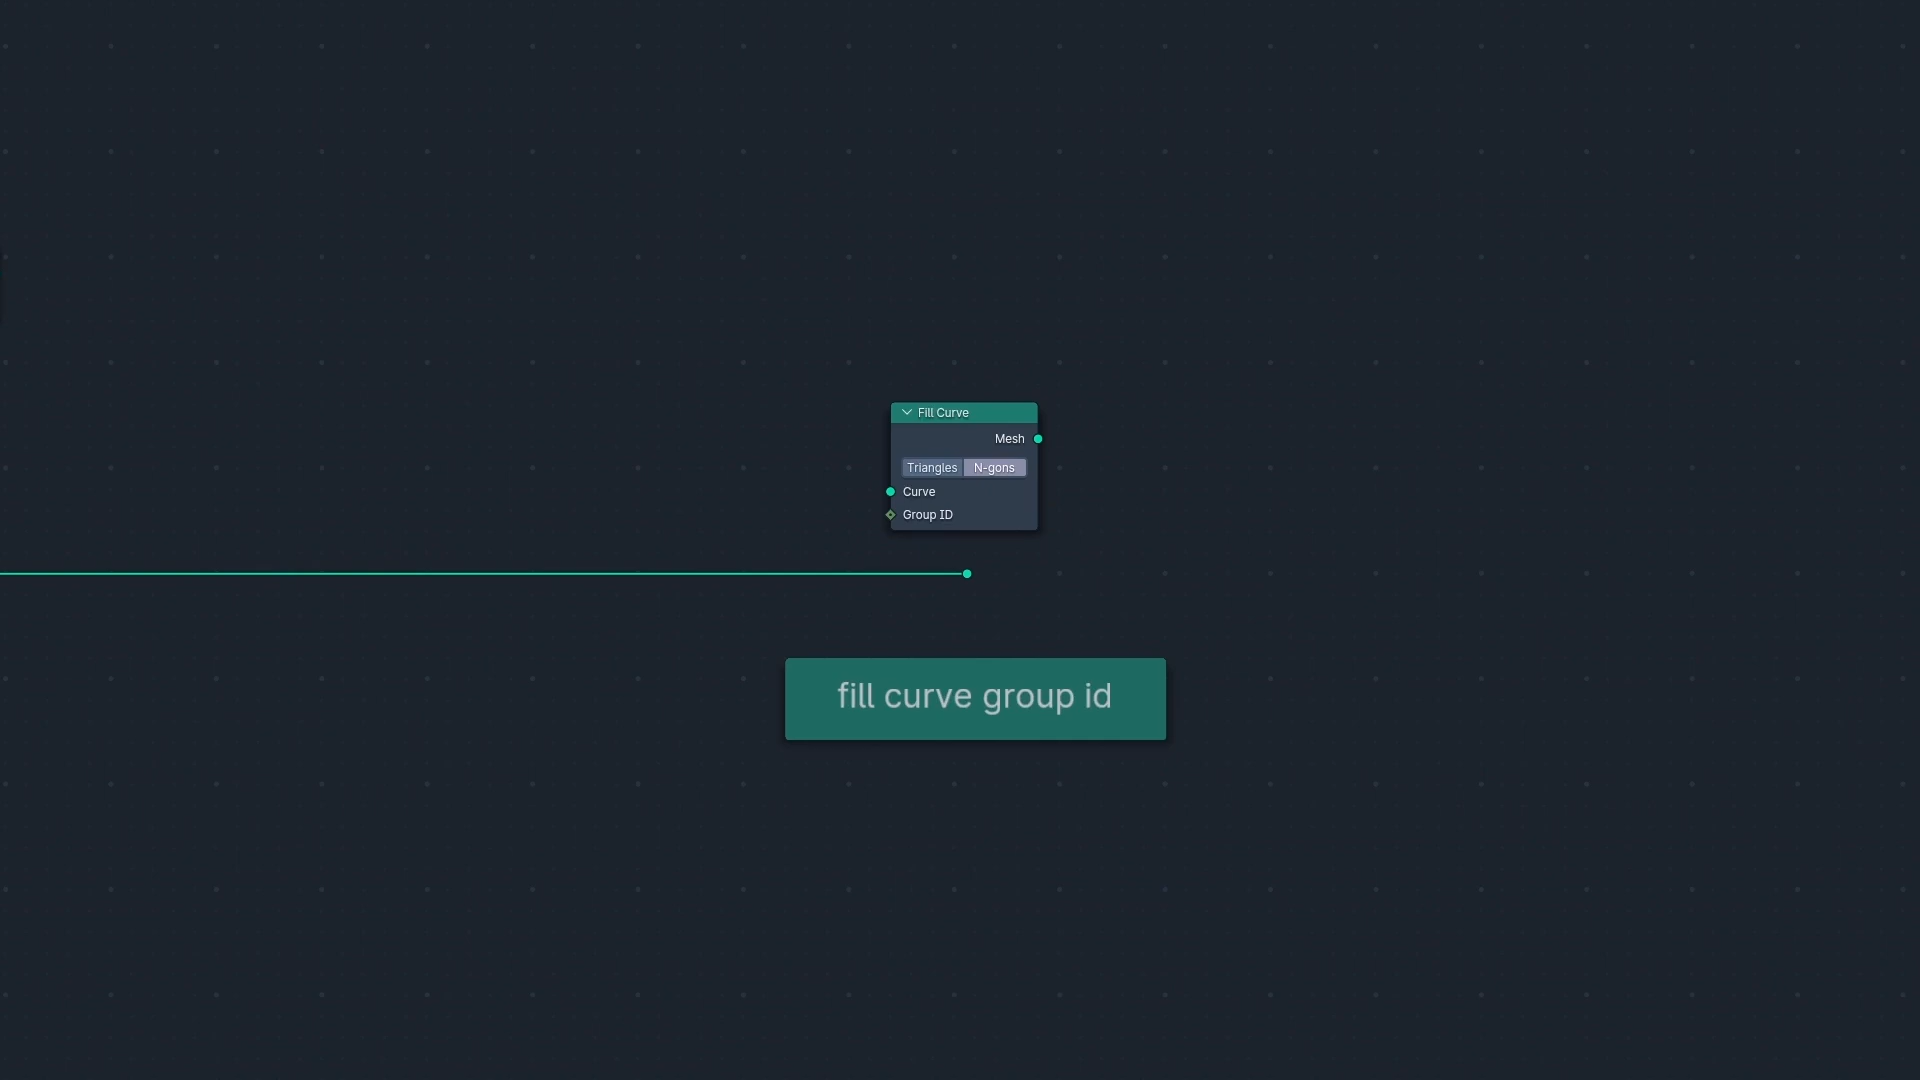 Fill Curve
Mesh
Triangles N-gons
Curve
Group ID
fill curve group id